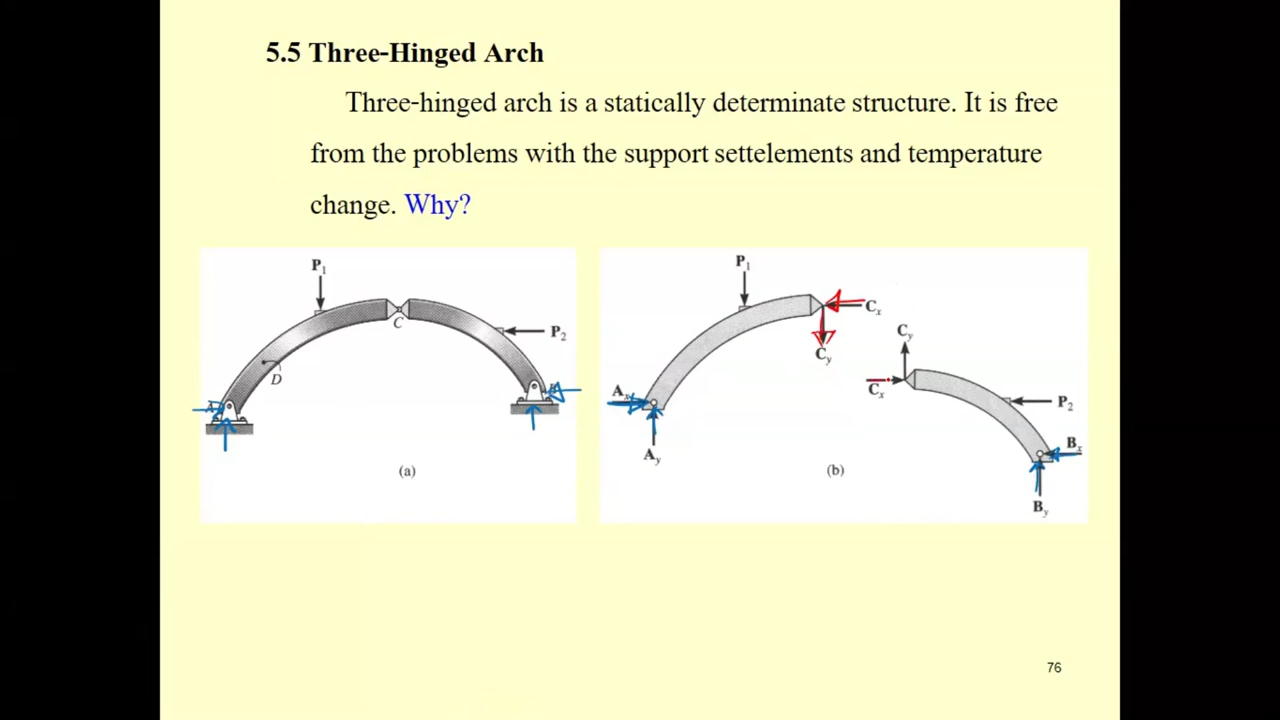 5.5 Three-Hinged Arch
Three-hinged arch is a statically determinate structure. It is free
from the problems with the support settelements and temperature
change. Why?
P1
P2
C
D
(a)
P1
Cx
Cy
Ax
Ay
Cy
Cx
P2
Bx
By
(b)
76